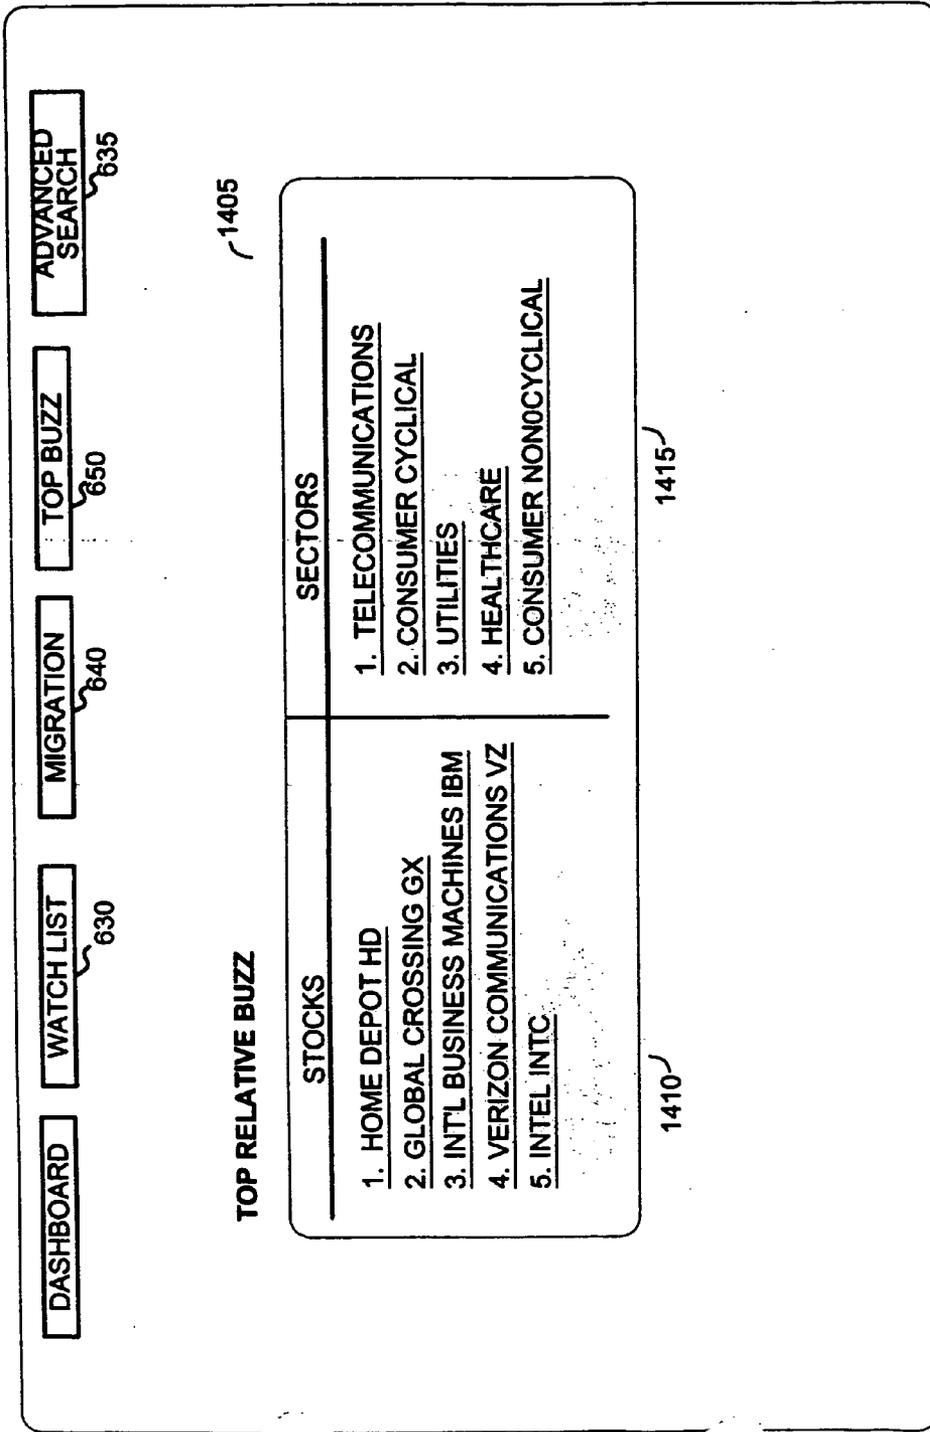 DASHBOARD
WATCH LIST
MIGRATION
TOP BUZZ
ADVANCED
SEARCH
630
640
650
635
TOP RELATIVE BUZZ
1405
STOCKS
SECTORS
1. HOME DEPOT HD
2. GLOBAL CROSSING GX
3. INT'L BUSINESS MACHINES IBM
4. VERIZON COMMUNICATIONS VZ
5. INTEL INTC
1. TELECOMMUNICATIONS
2. CONSUMER CYCLICAL
3. UTILITIES
4. HEALTHCARE
5. CONSUMER NON0CYCLICAL
1410
1415